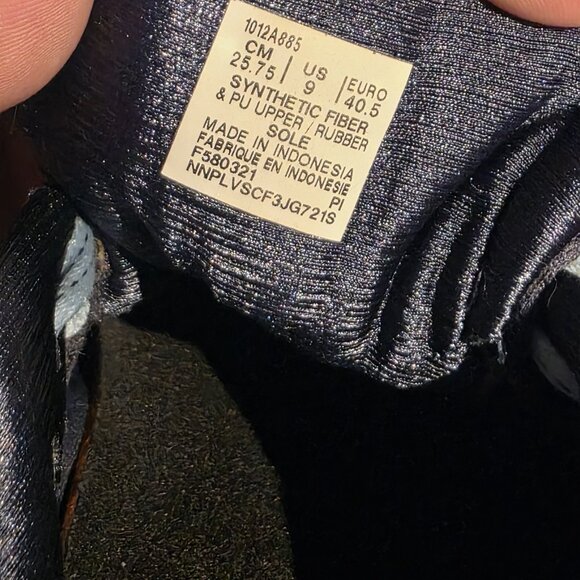 1012A885
CM US EURO
25.75 9 40.5
SYNTHETIC FIBER
& PU UPPER / RUBBER
SOLE
MADE IN INDONESIA
FABRIQUE EN INDONESIE
F580321 PI
NNPLVSCF3JG721S